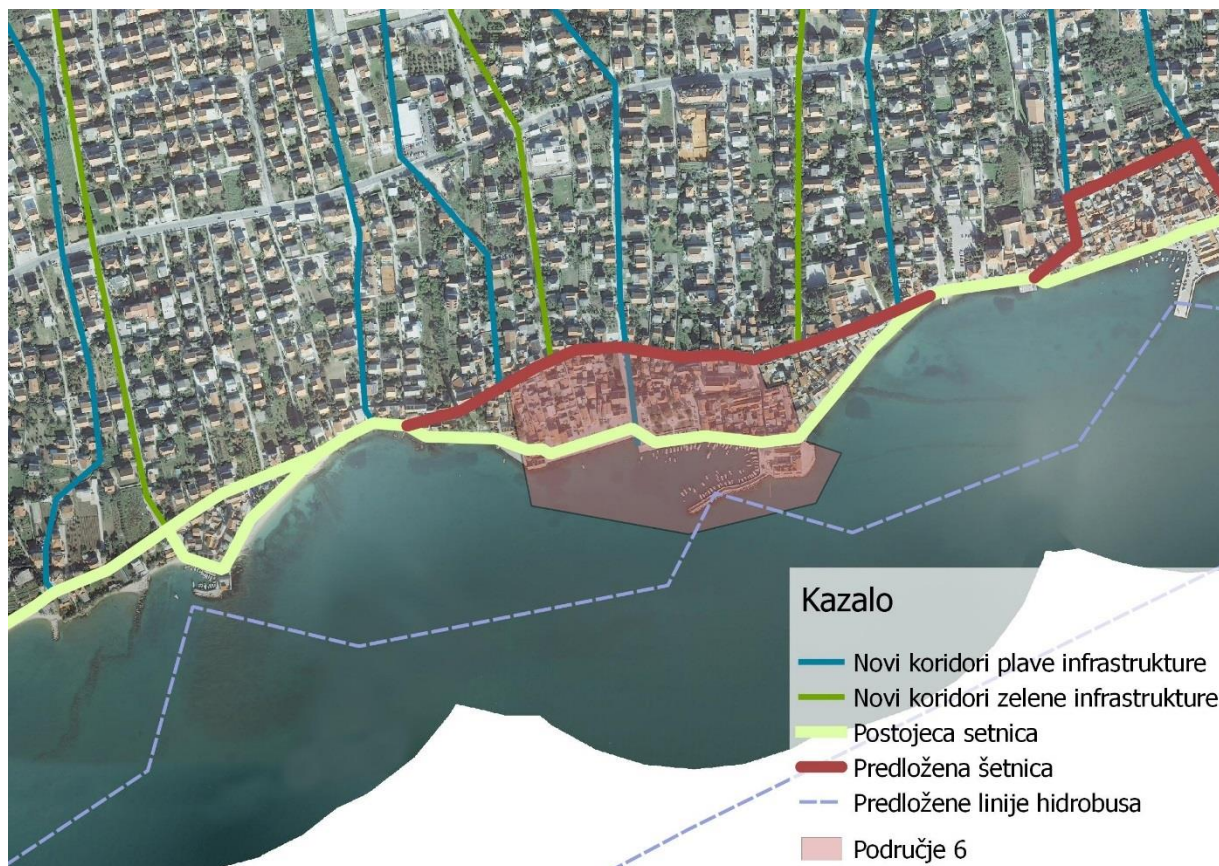 Kazalo
Novi koridori plave infrastrukture
Novi koridori zelene infrastrukture
Postojeca setnica
Predložena šetnica
Predložene linije hidrobusa
Područje 6